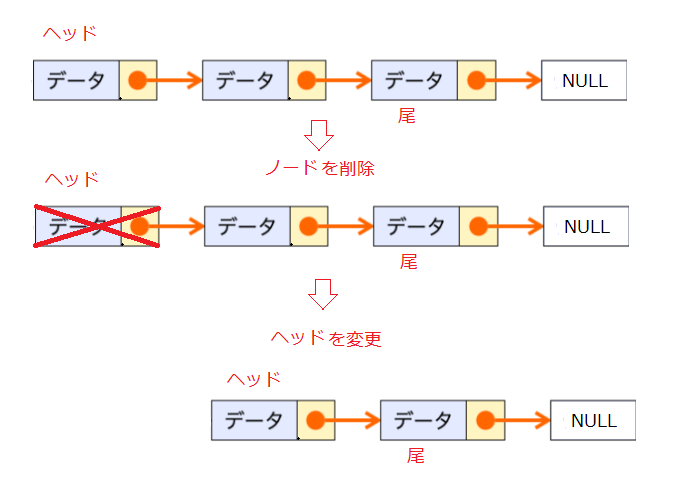 ヘッド
データ データ データ NULL
尾
ノードを削除
ヘッド
データ データ データ NULL
尾
ヘッドを変更
ヘッド
データ データ NULL
尾